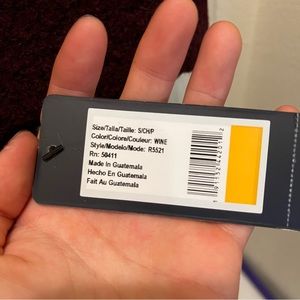 Size/Talla/Taille: S/CH/P
Color/Colore/Couleur: WINE
Style/Modelo/Mode: R5521
Rn: 50411
Made In Guatemala
Hecho En Guatemala
Fait Au Guatemala